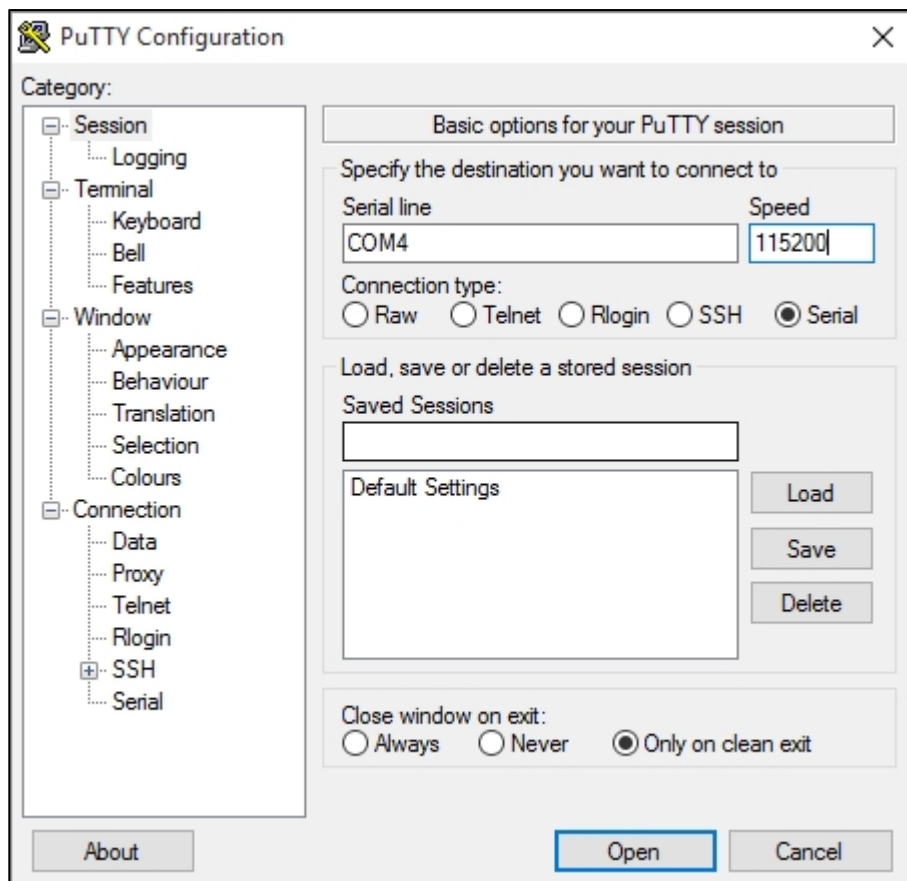 PuTTY Configuration
Category:
Session
Logging
Terminal
Keyboard
Bell
Features
Window
Appearance
Behaviour
Translation
Selection
Colours
Connection
Data
Proxy
Telnet
Rlogin
SSH
Serial
Basic options for your PuTTY session
Specify the destination you want to connect to
Serial line Speed
COM4 115200
Connection type:
Raw Telnet Rlogin SSH Serial
Load, save or delete a stored session
Saved Sessions
Default Settings
Load
Save
Delete
Close window on exit:
Always Never Only on clean exit
About Open Cancel